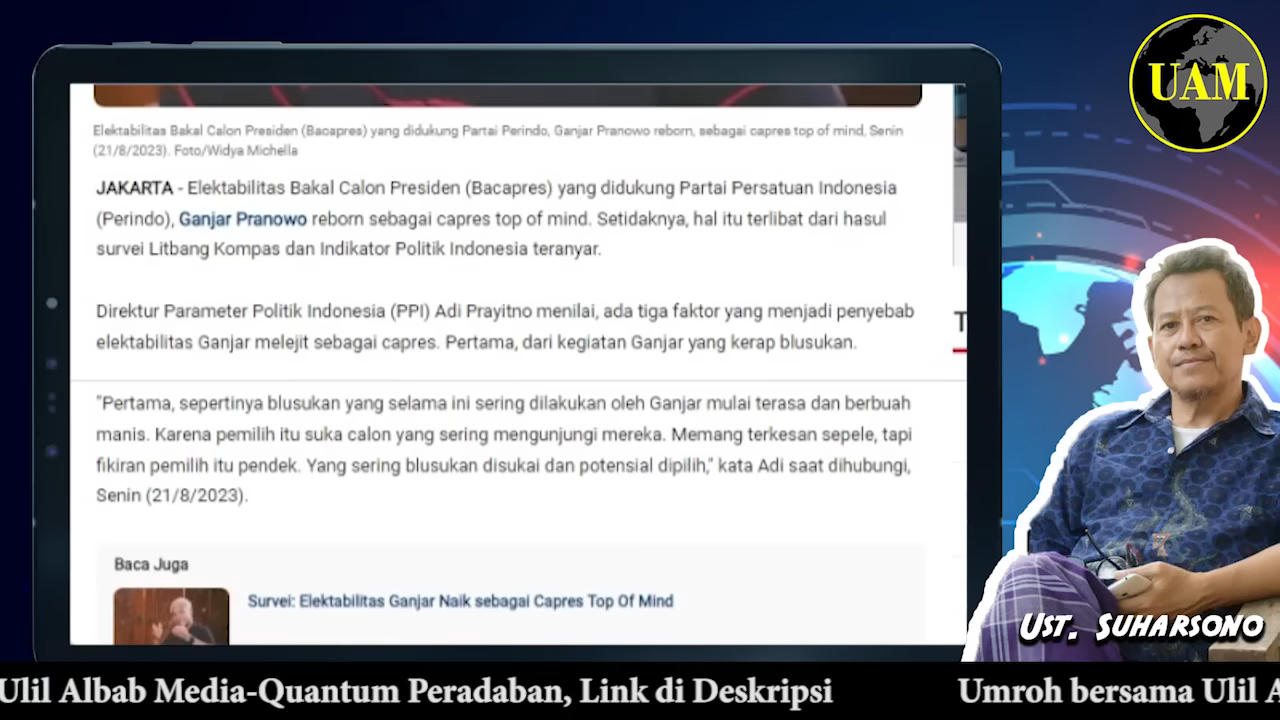 UAM
Elektabilitas Bakal Calon Presiden (Bacapres) yang didukung Partai Perindo, Ganjar Pranowo reborn, sebagai capres top of mind, Senin
(21/8/2023). Foto/Widya Michella
JAKARTA - Elektabilitas Bakal Calon Presiden (Bacapres) yang didukung Partai Persatuan Indonesia
(Perindo), Ganjar Pranowo reborn sebagai capres top of mind. Setidaknya, hal itu terlibat dari hasul
survei Litbang Kompas dan Indikator Politik Indonesia teranyar.
Direktur Parameter Politik Indonesia (PPI) Adi Prayitno menilai, ada tiga faktor yang menjadi penyebab
elektabilitas Ganjar melejit sebagai capres. Pertama, dari kegiatan Ganjar yang kerap blusukan.
T
"Pertama, sepertinya blusukan yang selama ini sering dilakukan oleh Ganjar mulai terasa dan berbuah
manis. Karena pemilih itu suka calon yang sering mengunjungi mereka. Memang terkesan sepele, tapi
fikiran pemilih itu pendek. Yang sering blusukan disukai dan potensial dipilih," kata Adi saat dihubungi,
Senin (21/8/2023).
Baca Juga
Survei: Elektabilitas Ganjar Naik sebagai Capres Top Of Mind
Ust. Suharsono
Ulil Albab Media-Quantum Peradaban, Link di Deskripsi
Umroh bersama Ulil A